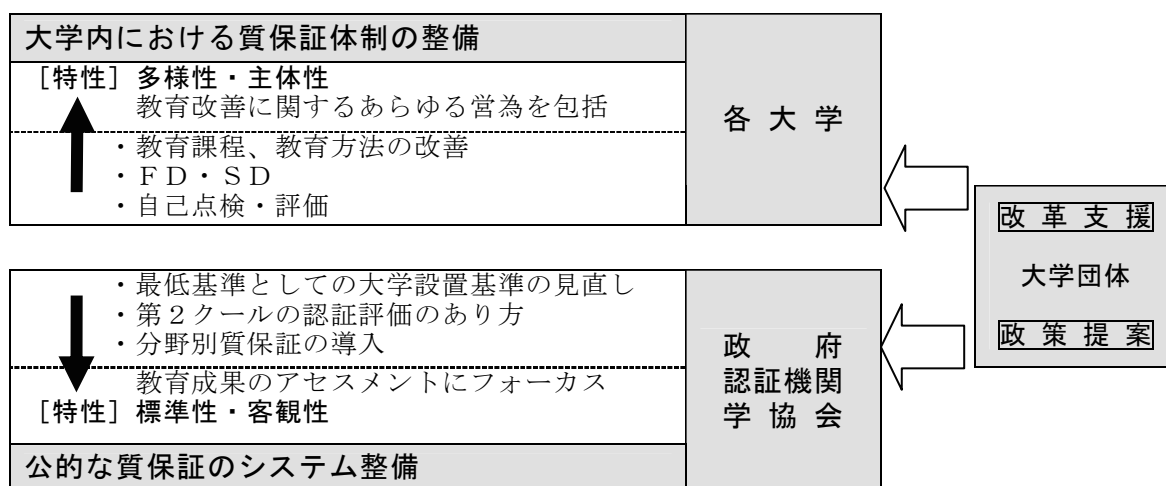 大学内における質保証体制の整備
［特性］多様性・主体性
教育改善に関するあらゆる営為を包括
・教育課程、教育方法の改善
・ＦＤ・ＳＤ
・自己点検・評価
各 大 学
・最低基準としての大学設置基準の見直し
・第２クールの認証評価のあり方
・分野別質保証の導入
教育成果のアセスメントにフォーカス
［特性］標準性・客観性
公的な質保証のシステム整備
政　　府
認証機関
学 協 会
改 革 支 援
大学団体
政 策 提 案